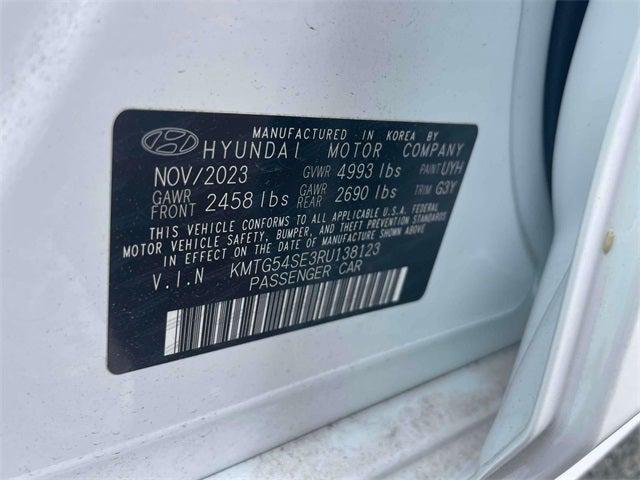 MANUFACTURED IN KOREA BY
HYUNDAI MOTOR COMPANY
NOV/2023 GVWR 4993 lbs PAINT UYH
GAWR FRONT 2458 lbs GAWR REAR 2690 lbs TRIM G3Y
THIS VEHICLE CONFORMS TO ALL APPLICABLE U.S.A. FEDERAL
MOTOR VEHICLE SAFETY, BUMPER, AND THEFT PREVENTION STANDARDS
IN EFFECT ON THE DATE OF MANUFACTURE SHOWN ABOVE
V.I.N KMTG54SE3RU138123
PASSENGER CAR